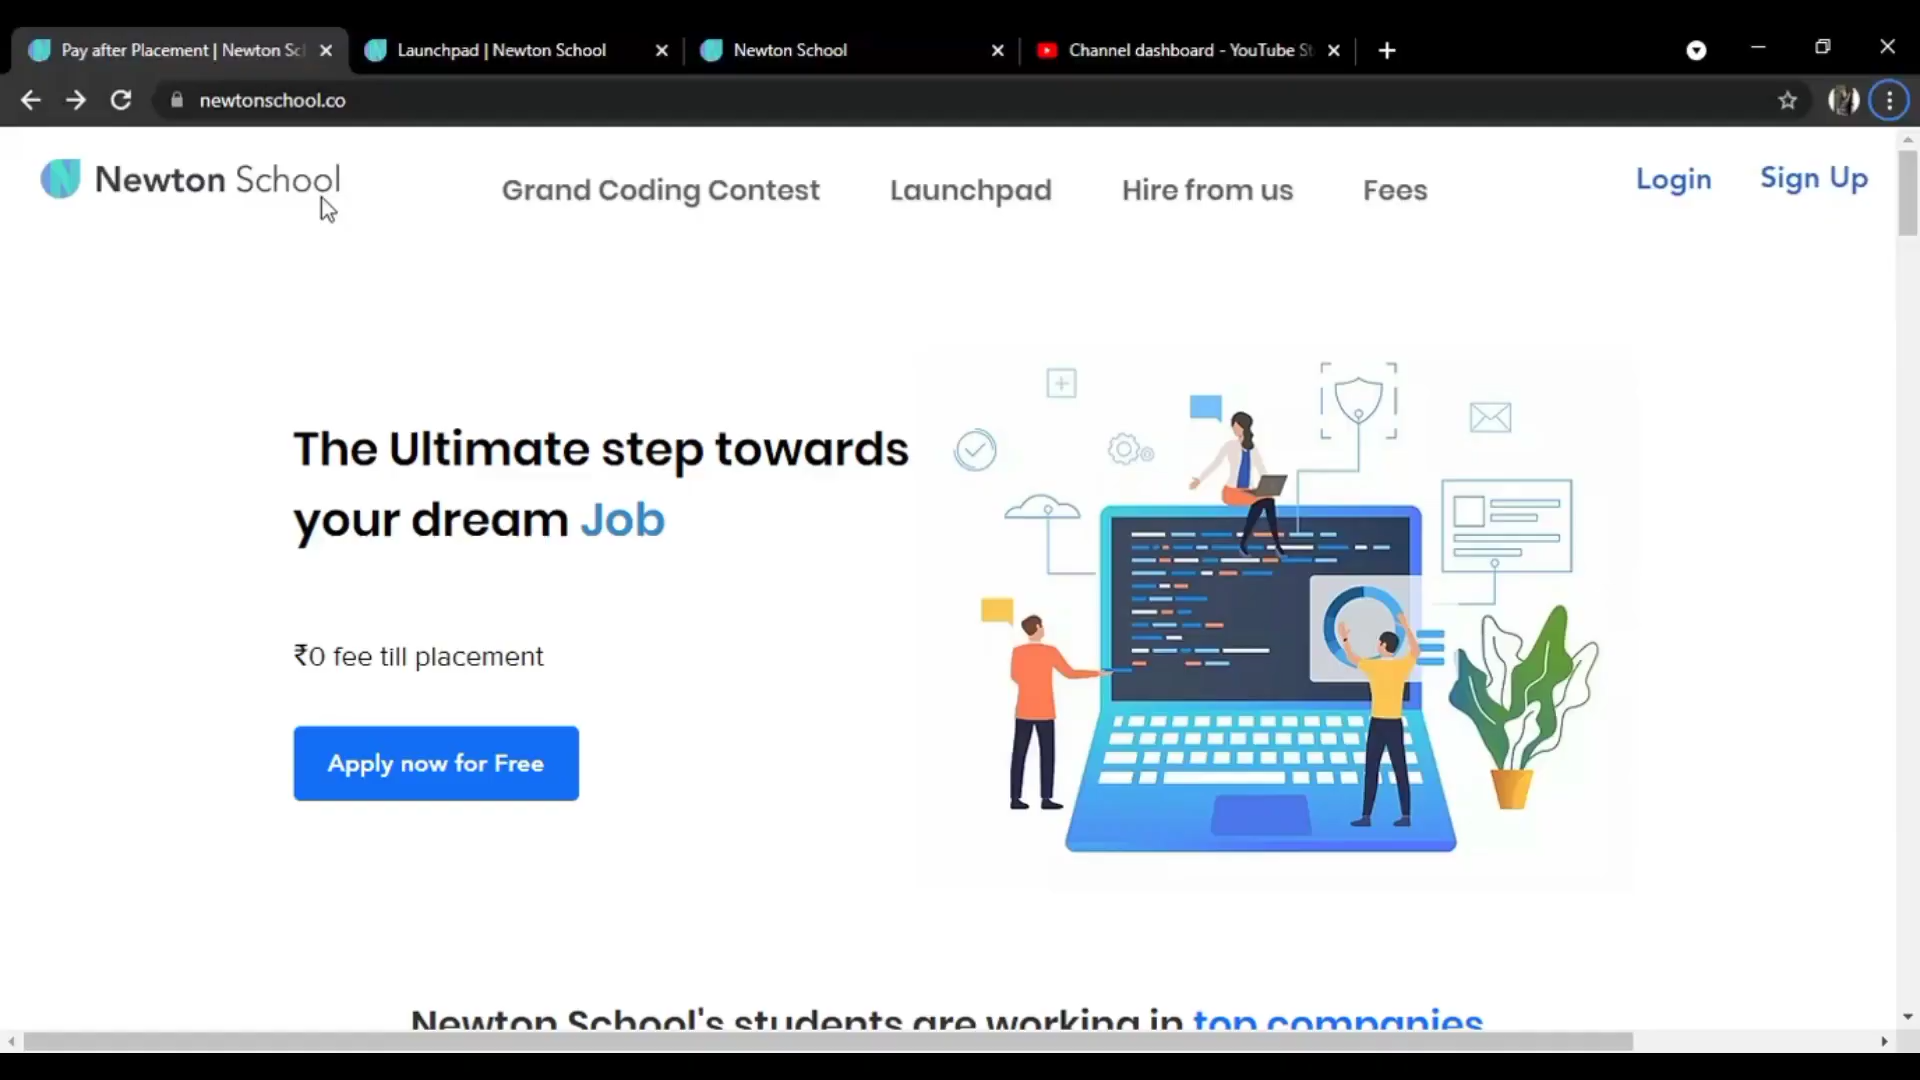 Pay after Placement | Newton Sc
Launchpad | Newton School
Newton School
Channel dashboard - YouTube St
newtonschool.co
Newton School
Grand Coding Contest
Launchpad
Hire from us
Fees
Login
Sign Up
The Ultimate step towards
your dream Job
₹0 fee till placement
Apply now for Free
Newton School's students are working in top companies